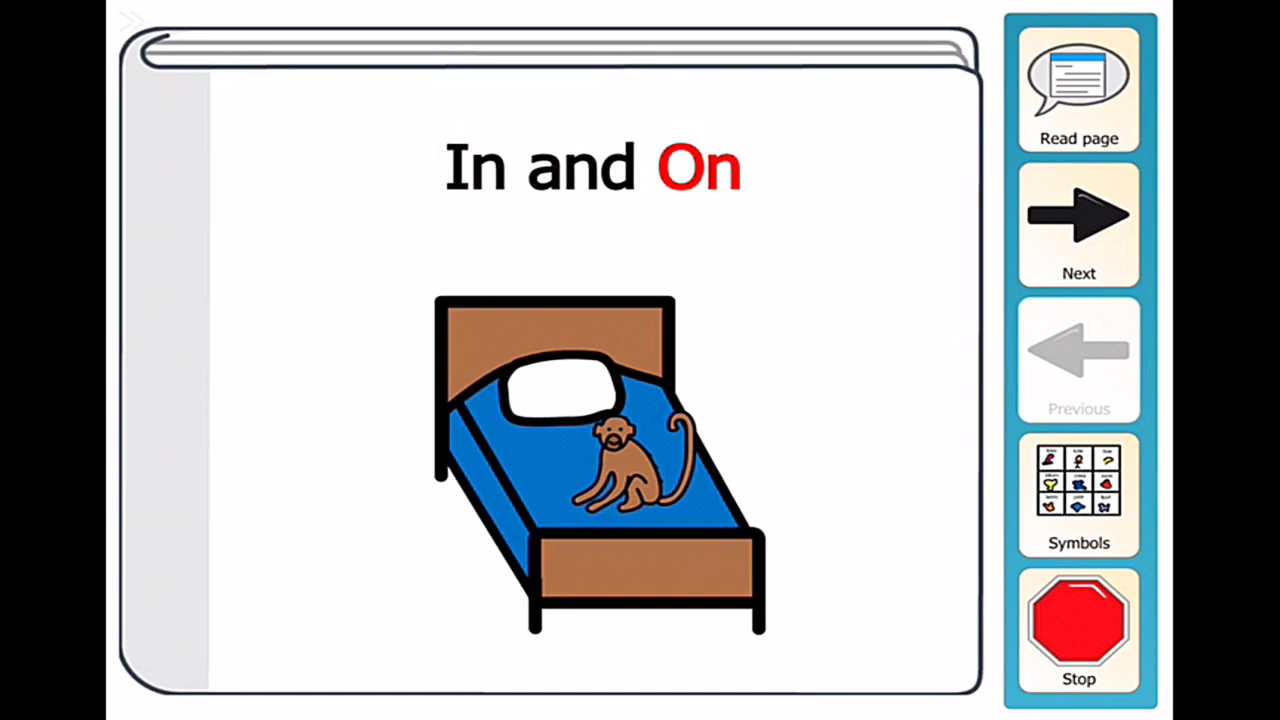 In and On
Read page
Next
Previous
Symbols
Stop